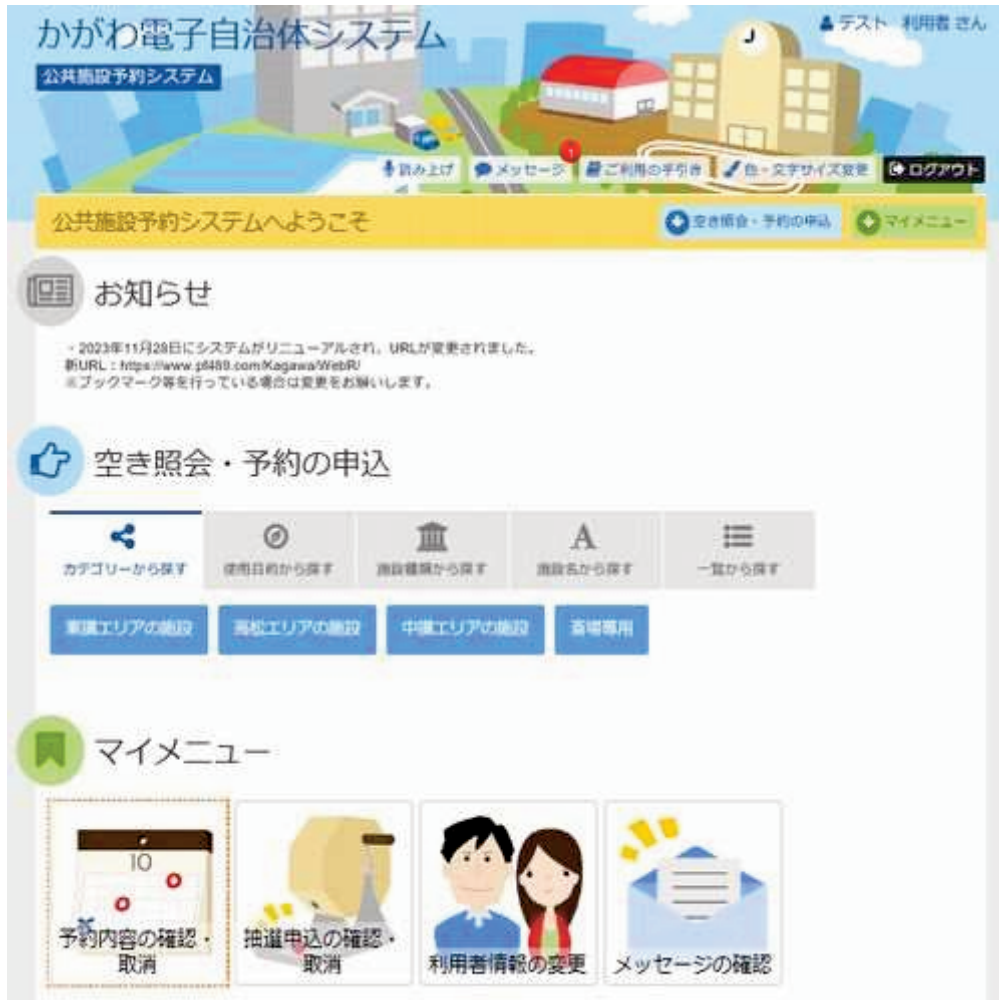 かがわ電子自治体システム
テスト 利用者 さん
公共施設予約システム
読み上げ
メッセージ
1
ご利用の手引き
色・文字サイズ変更
ログアウト
公共施設予約システムへようこそ
空き照会・予約の申込
マイメニュー
お知らせ
・2023年11月28日にシステムがリニューアルされ、URLが変更されました。
新URL：https://www.pf489.com/Kagawa/WebR/
※ブックマーク等を行っている場合は変更をお願いします。
空き照会・予約の申込
カテゴリーから探す
使用目的から探す
施設種類から探す
A
施設名から探す
一覧から探す
東讃エリアの施設
高松エリアの施設
中讃エリアの施設
斎場専用
マイメニュー
10
予約内容の確認・
取消
抽選申込の確認・
取消
利用者情報の変更
メッセージの確認